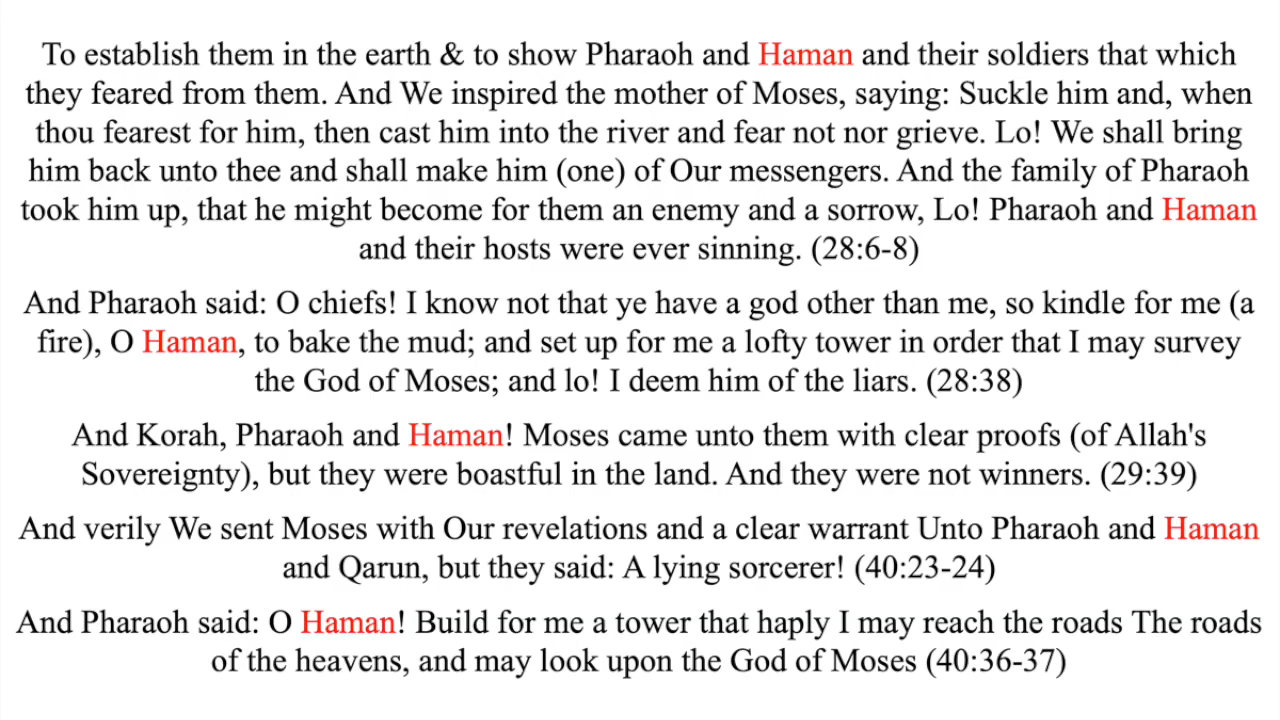 To establish them in the earth & to show Pharaoh and Haman and their soldiers that which
they feared from them. And We inspired the mother of Moses, saying: Suckle him and, when
thou fearest for him, then cast him into the river and fear not nor grieve. Lo! We shall bring
him back unto thee and shall make him (one) of Our messengers. And the family of Pharaoh
took him up, that he might become for them an enemy and a sorrow, Lo! Pharaoh and Haman
and their hosts were ever sinning. (28:6-8)
And Pharaoh said: O chiefs! I know not that ye have a god other than me, so kindle for me (a
fire), O Haman, to bake the mud; and set up for me a lofty tower in order that I may survey
the God of Moses; and lo! I deem him of the liars. (28:38)
And Korah, Pharaoh and Haman! Moses came unto them with clear proofs (of Allah's
Sovereignty), but they were boastful in the land. And they were not winners. (29:39)
And verily We sent Moses with Our revelations and a clear warrant Unto Pharaoh and Haman
and Qarun, but they said: A lying sorcerer! (40:23-24)
And Pharaoh said: O Haman! Build for me a tower that haply I may reach the roads The roads
of the heavens, and may look upon the God of Moses (40:36-37)